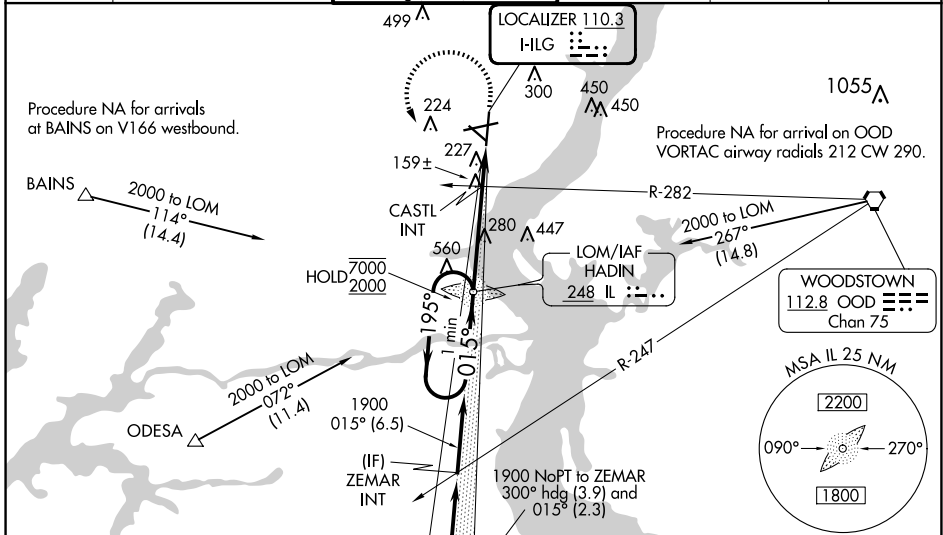 499
LOCALIZER 110.3
I-ILG
300
450
450
1055
224
Procedure NA for arrivals
at BAINS on V166 westbound.
Procedure NA for arrival on OOD
VORTAC airway radials 212 CW 290.
227
159±
BAINS
2000 to LOM
114°
(14.4)
CASTL
INT
R-282
2000 to LOM
267°
(14.8)
280
447
560
HOLD 7000
2000
LOM/IAF
HADIN
248 IL
WOODSTOWN
112.8 OOD
Chan 75
195°
1 min
015°
R-247
2000 to LOM
072°
(11.4)
ODESA
1900
015° (6.5)
(IF)
ZEMAR
INT
1900 NoPT to ZEMAR
300° hdg (3.9) and
015° (2.3)
MSA IL 25 NM
2200
090°
270°
1800